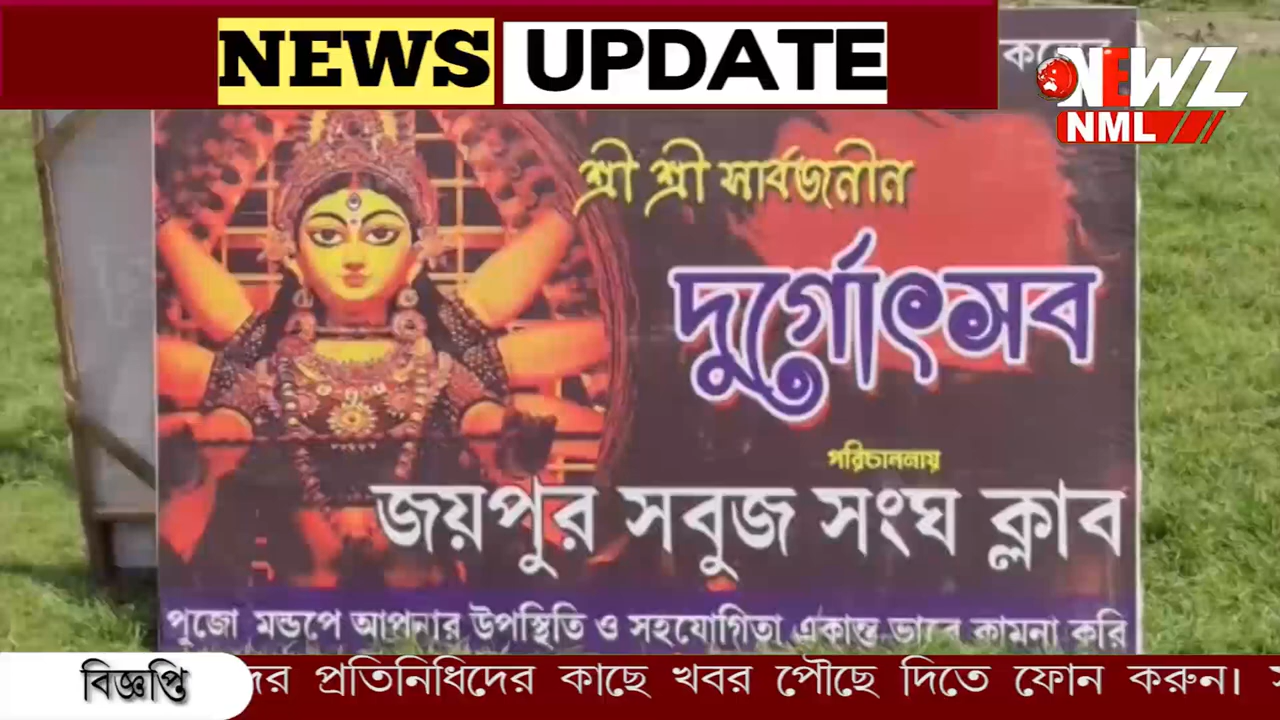 NEWS UPDATE
NEWZ
NML
শ্রী শ্রী সার্বজনীন
দুর্গোৎসব
পরিচালনায়
জয়পুর সবুজ সংঘ ক্লাব
পুজো মন্ডপে আপনার উপস্থিতি ও সহযোগিতা একান্ত ভাবে কামনা করি
বিজ্ঞপ্তি
প্রতিনিধিদের কাছে খবর পৌছে দিতে ফোন করুন।